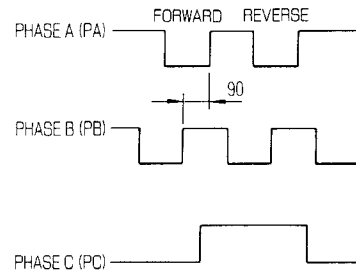 FORWARD REVERSE
PHASE A (PA)
90
PHASE B (PB)
PHASE C (PC)